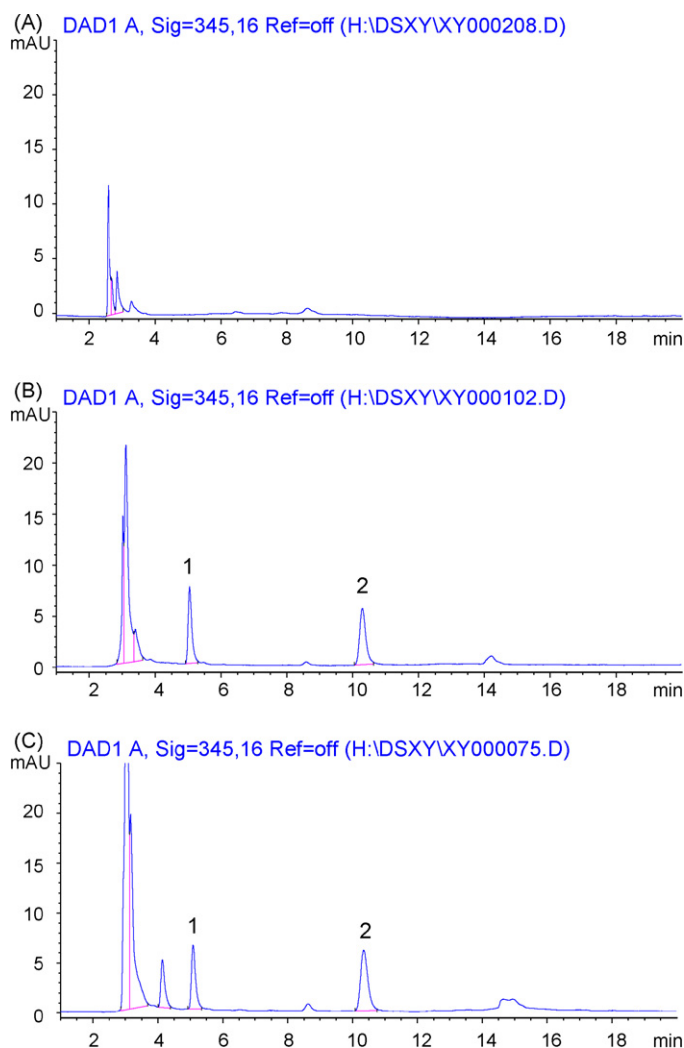 (A) DAD1 A, Sig=345,16 Ref=off (H:\DSXY\XY000208.D)
mAU
20
15
10
5
0
2 4 6 8 10 12 14 16 18 min
(B) DAD1 A, Sig=345,16 Ref=off (H:\DSXY\XY000102.D)
mAU
20
15
10
1 2
5
0
2 4 6 8 10 12 14 16 18 min
(C) DAD1 A, Sig=345,16 Ref=off (H:\DSXY\XY000075.D)
mAU
20
15
10
1 2
5
0
2 4 6 8 10 12 14 16 18 min